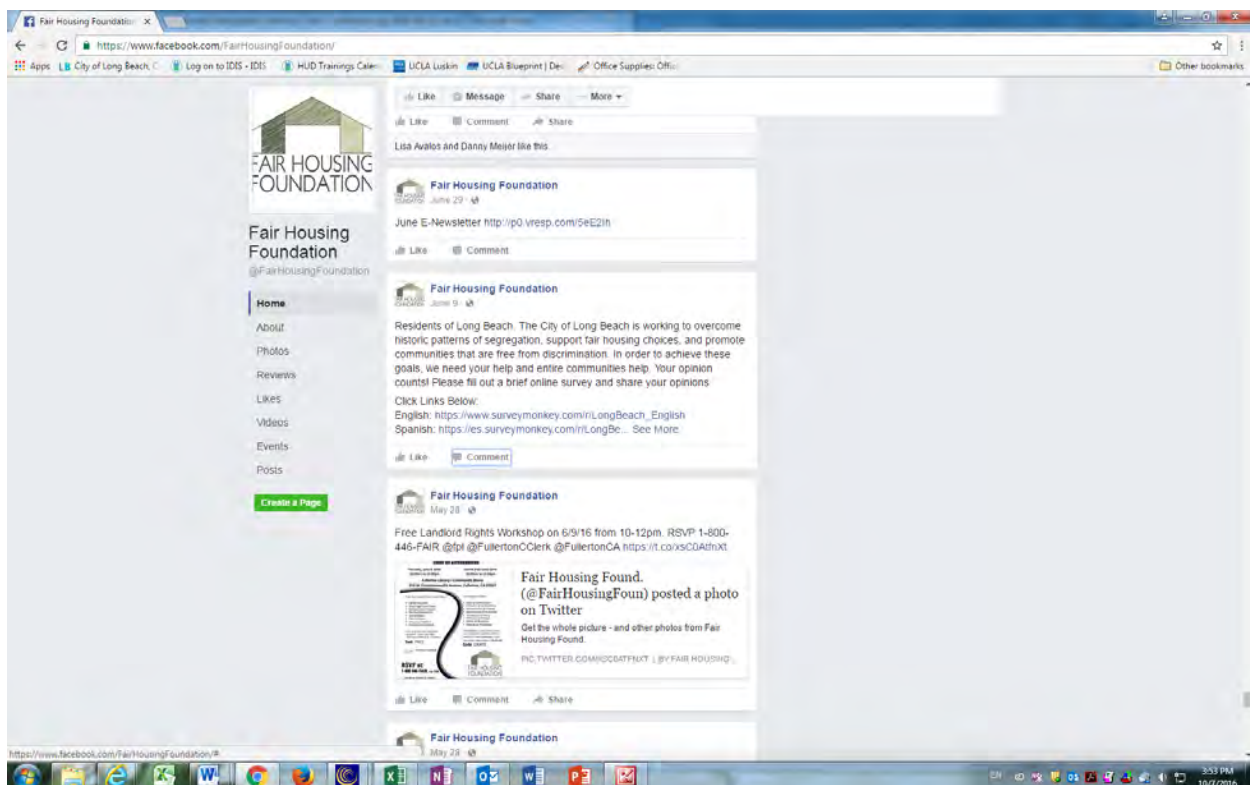 Fair Housing Foundatio
https://www.facebook.com/FairHousingFoundation/
Apps
City of Long Beach, C
Log on to IDIS - IDIS
HUD Trainings Cale
UCLA Luskin
UCLA Blueprint | De
Office Supplies: Offi
Other bookmarks
FAIR HOUSING
FOUNDATION
Fair Housing
Foundation
@FairHousingFoundation
Home
About
Photos
Reviews
Likes
Videos
Events
Posts
Create a Page
Like Message Share More
Like Comment Share
Lisa Avalos and Danny Meijer like this.
Fair Housing Foundation
June 29
June E-Newsletter http://p0.vresp.com/5eE2Ih
Like Comment
Fair Housing Foundation
June 9
Residents of Long Beach. The City of Long Beach is working to overcome
historic patterns of segregation, support fair housing choices, and promote
communities that are free from discrimination. In order to achieve these
goals, we need your help and entire communities help. Your opinion
counts! Please fill out a brief online survey and share your opinions
Click Links Below:
English: https://www.surveymonkey.com/r/LongBeach_English
Spanish: https://es.surveymonkey.com/r/LongBe... See More
Like Comment
Fair Housing Foundation
May 28
Free Landlord Rights Workshop on 6/9/16 from 10-12pm. RSVP 1-800-
446-FAIR @fpl @FullertonCClerk @FullertonCA
Fair Housing Found.
(@FairHousingFoun) posted a photo
on Twitter
Get the whole picture - and other photos from Fair
Housing Found.
Like Comment Share
Fair Housing Foundation
May 28
https://www.facebook.com/FairHousingFoundation/#
EN
3:53 PM
10/7/2016